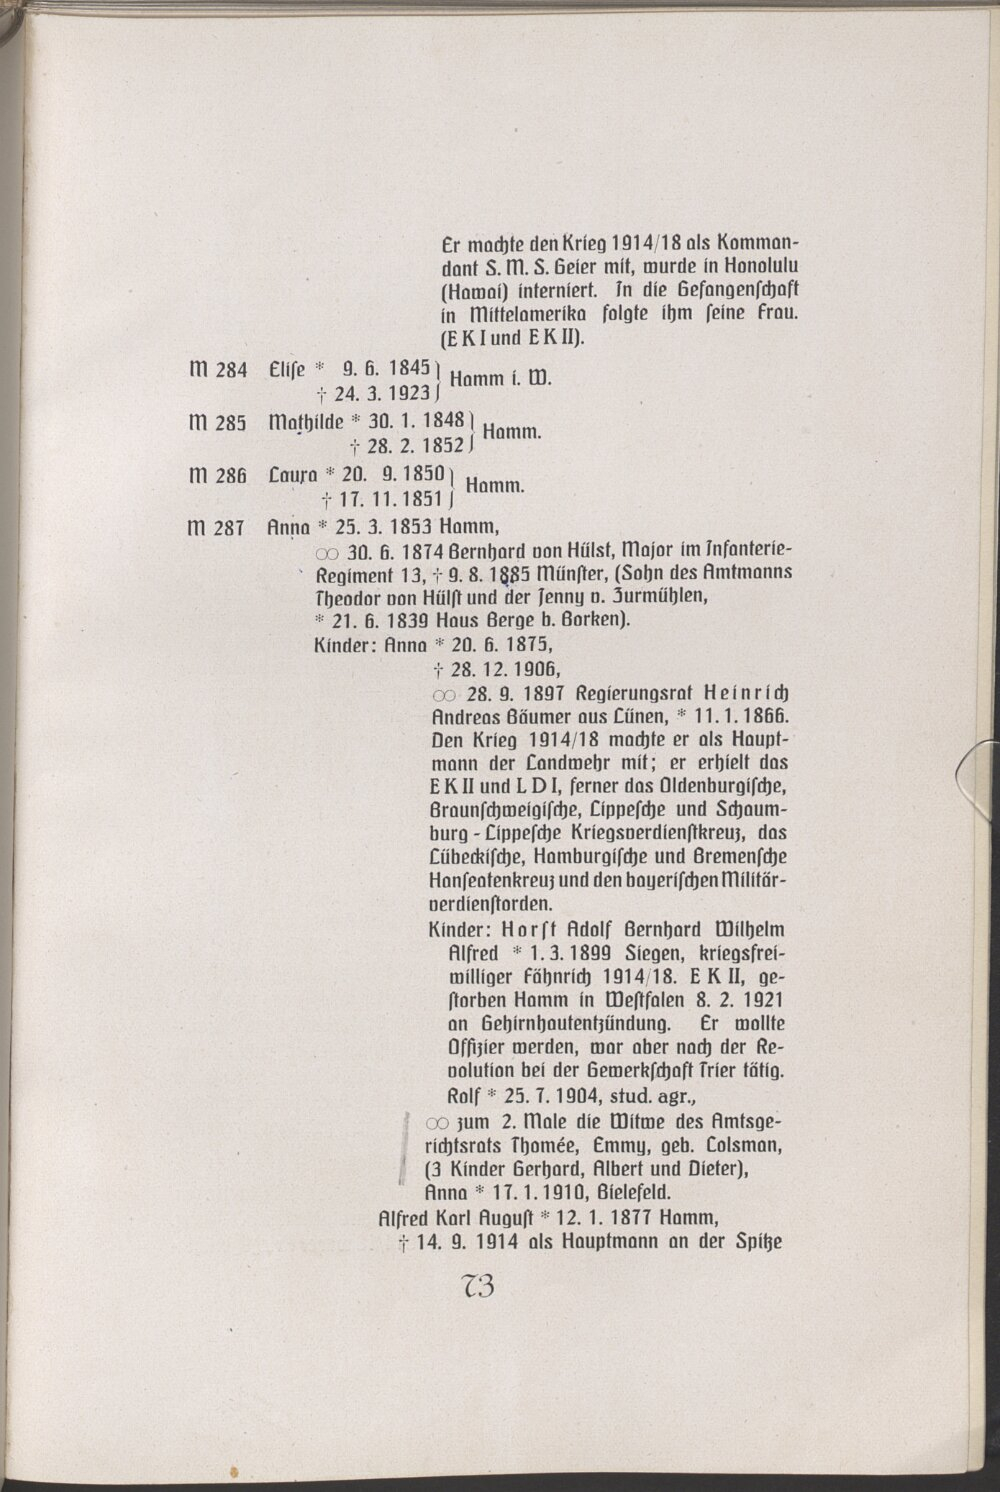 Er machte den Krieg 1914/18 als Komman-
dant S. M. S. Geier mit, wurde in Honolulu
(Hawai) interniert. In die Gefangenschaft
in Mittelamerika folgte ihm seine Frau.
(E K I und E K II).
M 284 Elise * 9. 6. 1845
† 24. 3. 1923 } Hamm i. W.
M 285 Mathilde * 30. 1. 1848
† 28. 2. 1852 } Hamm.
M 286 Laura * 20. 9. 1850
† 17. 11. 1851 } Hamm.
M 287 Anna * 25. 3. 1853 Hamm,
∞ 30. 6. 1874 Bernhard von Hülst, Major im Infanterie-
Regiment 13, † 9. 8. 1885 Münster, (Sohn des Amtmanns
Theodor von Hülst und der Jenny v. Zurmühlen,
* 21. 6. 1839 Haus Berge b. Borken).
Kinder: Anna * 20. 6. 1875,
† 28. 12. 1906,
∞ 28. 9. 1897 Regierungsrat Heinrich
Andreas Bäumer aus Lünen, * 11. 1. 1866.
Den Krieg 1914/18 machte er als Haupt-
mann der Landwehr mit; er erhielt das
E K II und L D I, ferner das Oldenburgische,
Braunschweigische, Lippesche und Schaum-
burg-Lippesche Kriegsverdienstkreuz, das
Lübeckische, Hamburgische und Bremensche
Hanseatenkreuz und den bayerischen Militär-
verdienstorden.
Kinder: Horst Adolf Bernhard Wilhelm
Alfred * 1. 3. 1899 Siegen, kriegsfrei-
williger Fähnrich 1914/18. E K II, ge-
storben Hamm in Westfalen 8. 2. 1921
an Gehirnhautentzündung. Er wollte
Offizier werden, war aber nach der Re-
volution bei der Gewerkschaft Trier tätig.
Rolf * 25. 7. 1904, stud. agr.,
∞ zum 2. Male die Witwe des Amtsge-
richtsrats Thomée, Emmy, geb. Colsman,
(3 Kinder Gerhard, Albert und Dieter),
Anna * 17. 1. 1910, Bielefeld.
Alfred Karl August * 12. 1. 1877 Hamm,
† 14. 9. 1914 als Hauptmann an der Spitze
73